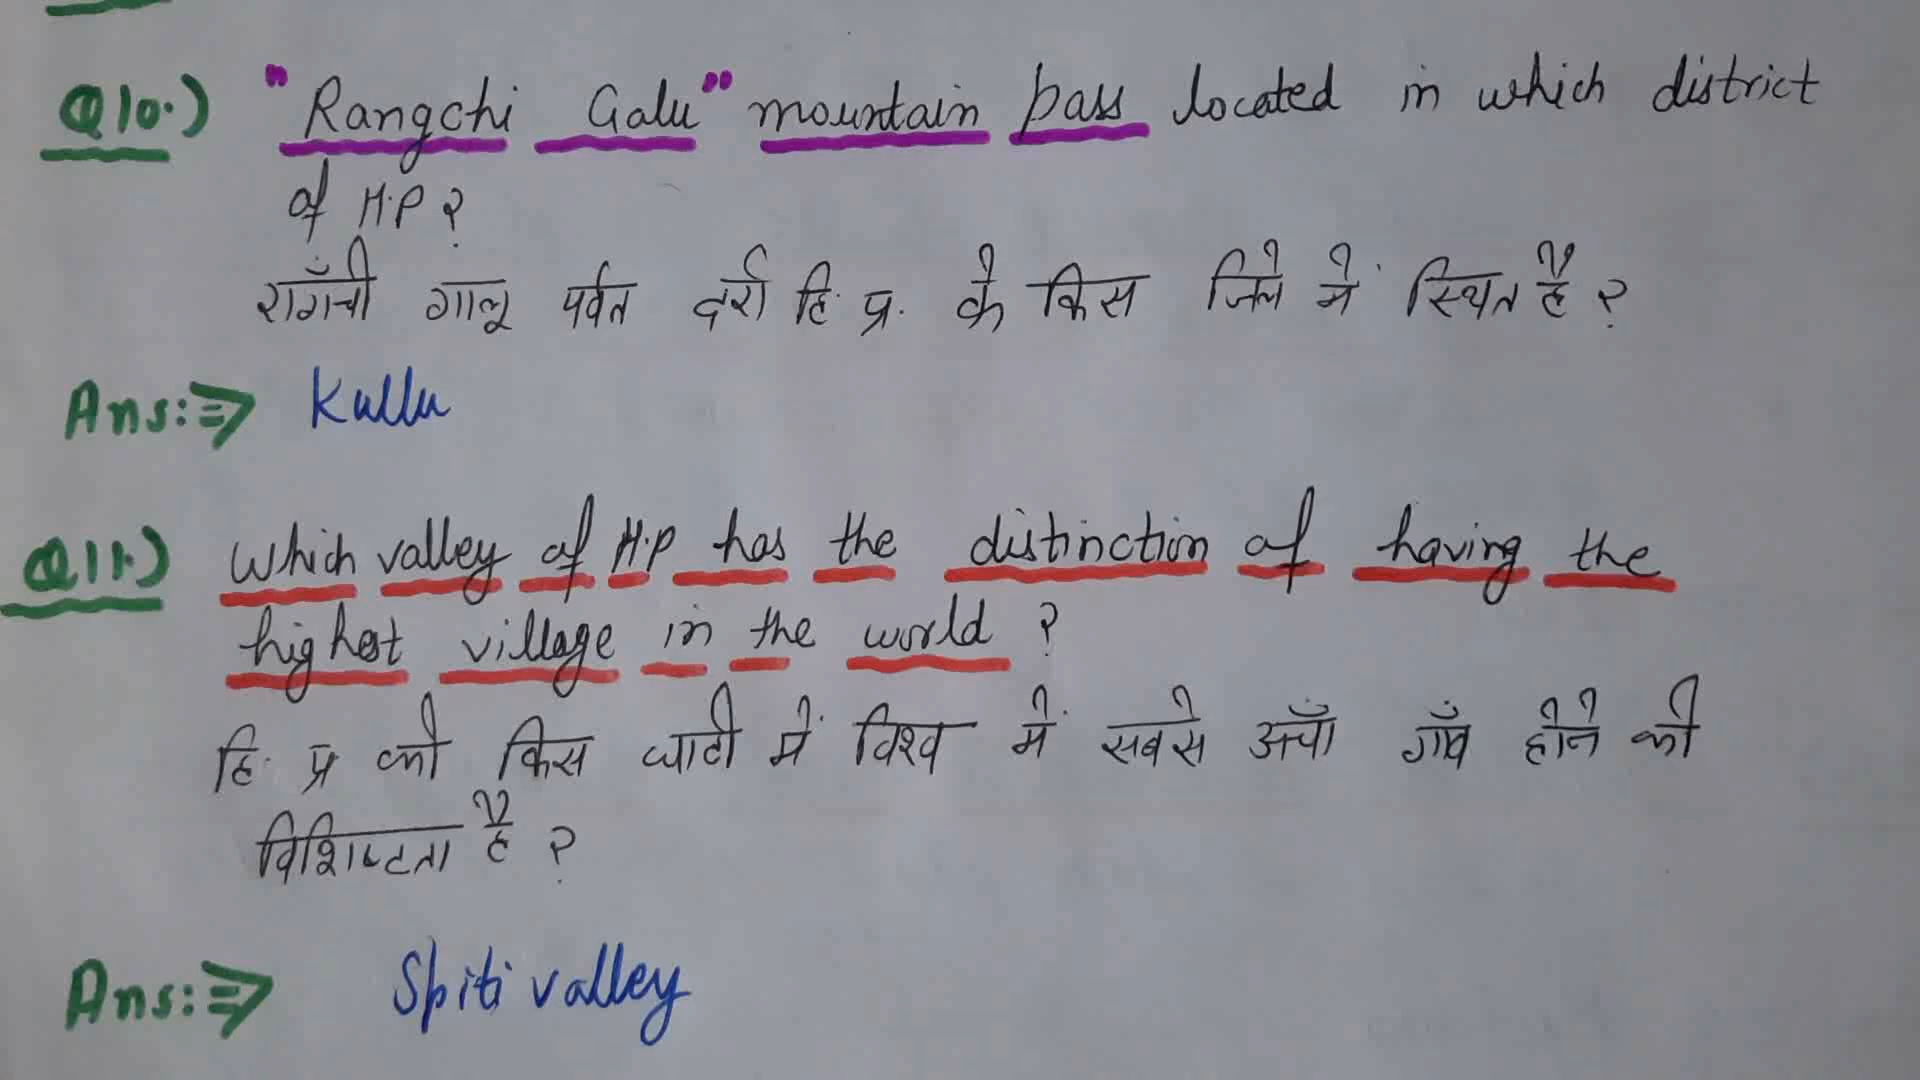 Q10.) "Rangchi Galu" mountain pass located in which district
of H.P?
राँगची गालू पर्वत दर्रा हि. प्र. के किस जिले में स्थित है?
Ans:⇒ Kullu
Q11.) Which valley of H.P has the distinction of having the
highest village in the world ?
हि. प्र की किस घाटी में विश्व में सबसे ऊँचा गाँव होने की
विशिष्टता है ?
Ans:⇒ Spiti valley